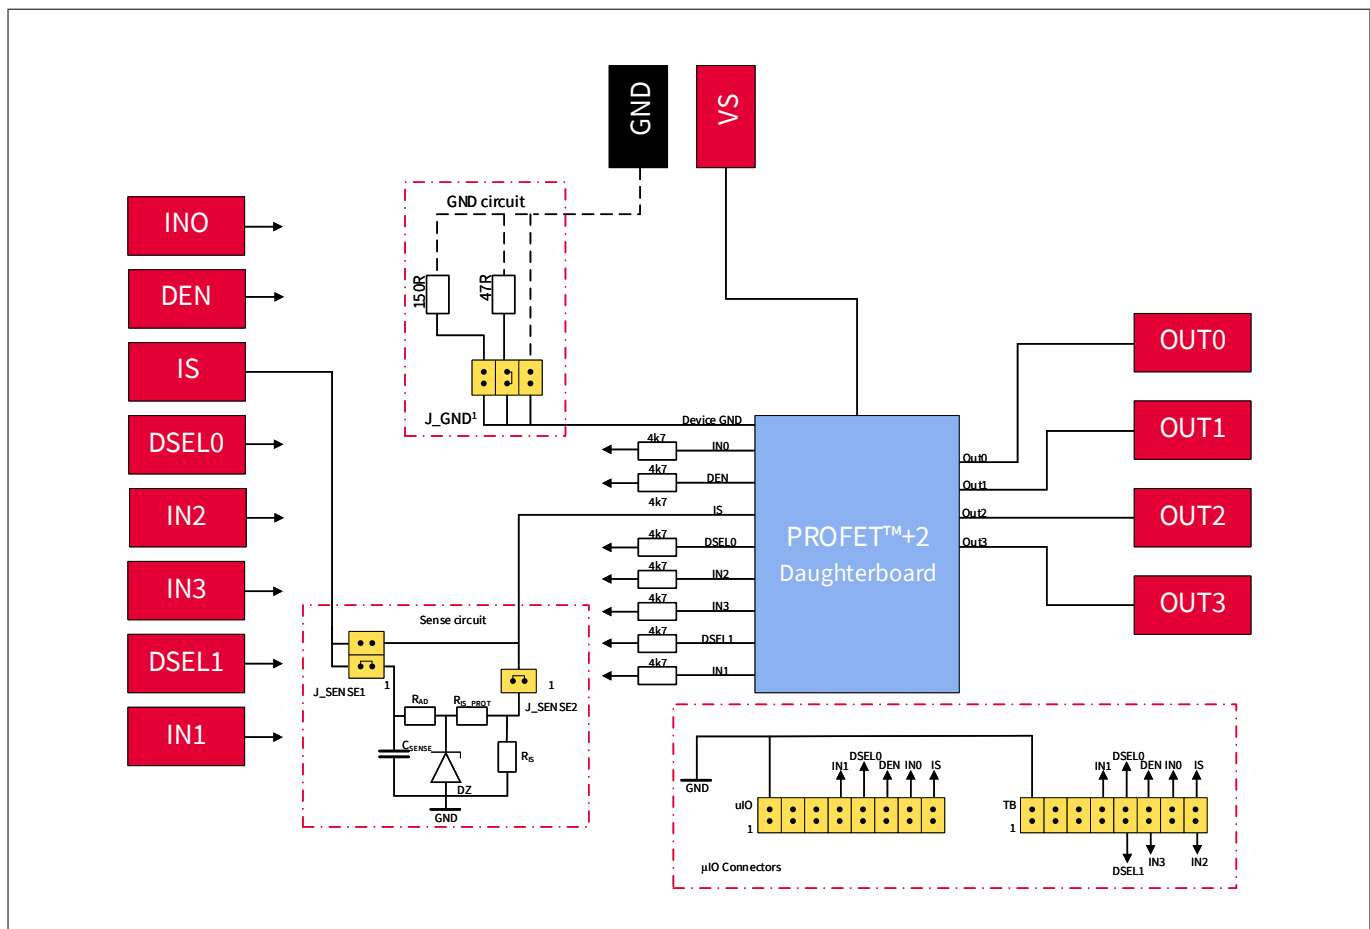 GND
VS
GND circuit
INO
DEN
IS
DSEL0
IN2
IN3
DSEL1
IN1
150R
47R
J_GND¹
Device GND
4k7
IN0
4k7
DEN
4k7
IS
4k7
DSEL0
4k7
IN2
4k7
IN3
4k7
DSEL1
4k7
IN1
PROFET™+2
Daughterboard
Out0
Out1
Out2
Out3
OUT0
OUT1
OUT2
OUT3
Sense circuit
J_SENSE1
1
1
J_SENSE2
RAD
RIS_PROT
CSENSE
RIS
DZ
GND
GND
uIO
1
IN1
DSEL0
DEN
IN0
IS
TB
1
IN1
DSEL0
DEN
IN0
IS
DSEL1
IN3
IN2
µIO Connectors